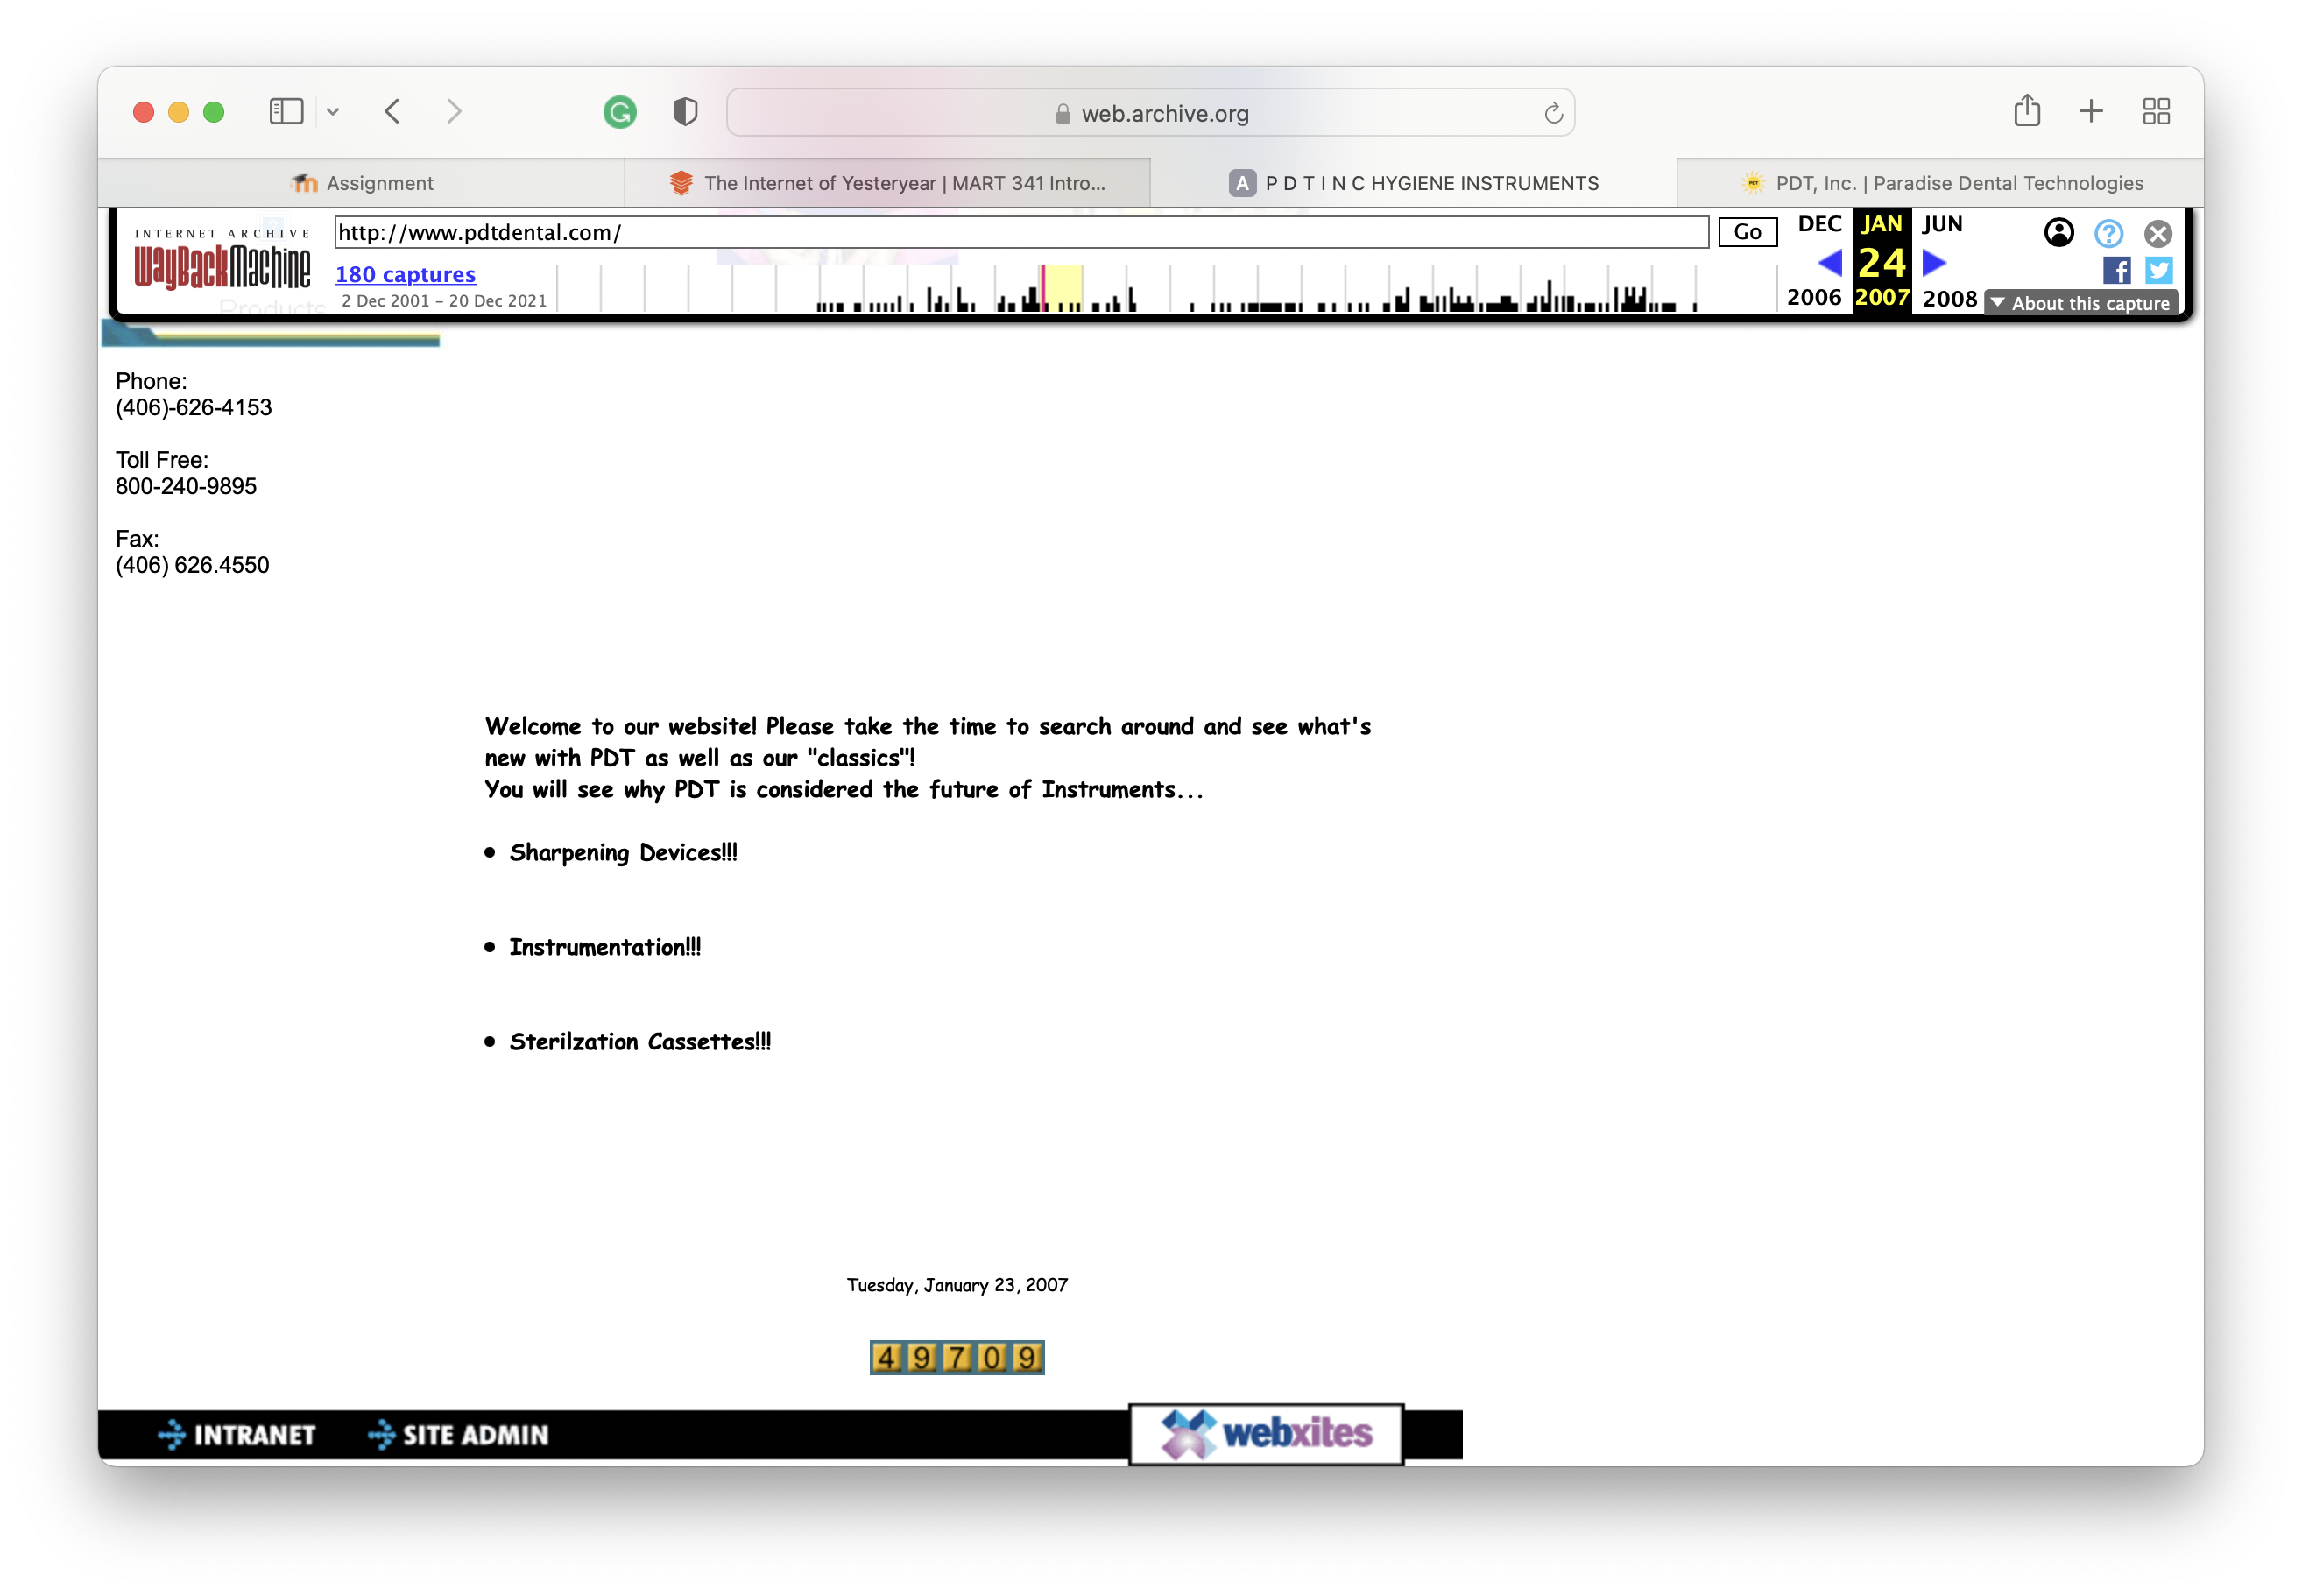 web.archive.org
Assignment
The Internet of Yesteryear | MART 341 Intro...
A
P D T I N C HYGIENE INSTRUMENTS
PDT
PDT, Inc. | Paradise Dental Technologies
INTERNET ARCHIVE
WayBackMachine
http://www.pdtdental.com/
Go
DEC
JAN
JUN
180 captures
24
2 Dec 2001 – 20 Dec 2021
2006
2007
2008
About this capture
Products
Phone:
(406)-626-4153
Toll Free:
800-240-9895
Fax:
(406) 626.4550
Welcome to our website! Please take the time to search around and see what's
new with PDT as well as our "classics"!
You will see why PDT is considered the future of Instruments...
• Sharpening Devices!!!
• Instrumentation!!!
• Sterilzation Cassettes!!!
Tuesday, January 23, 2007
49709
INTRANET
SITE ADMIN
webxites